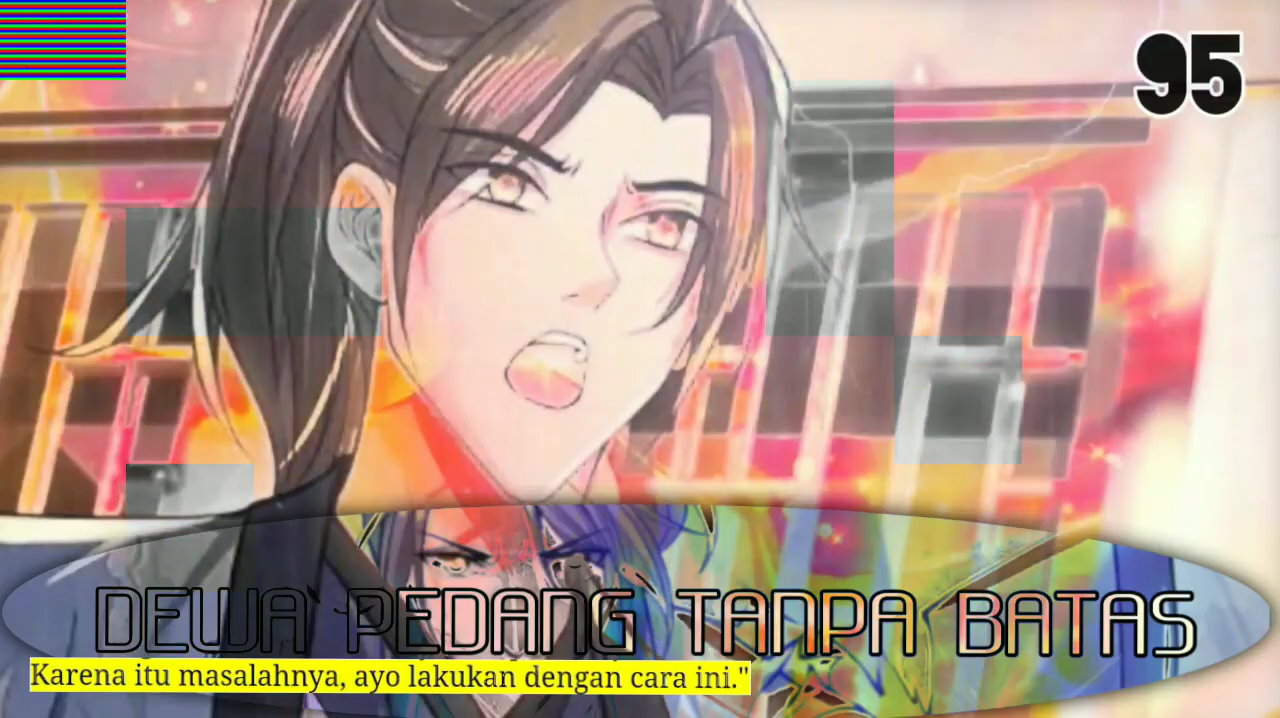 95
DEWA PEDANG TANPA BATAS
Karena itu masalahnya, ayo lakukan dengan cara ini."